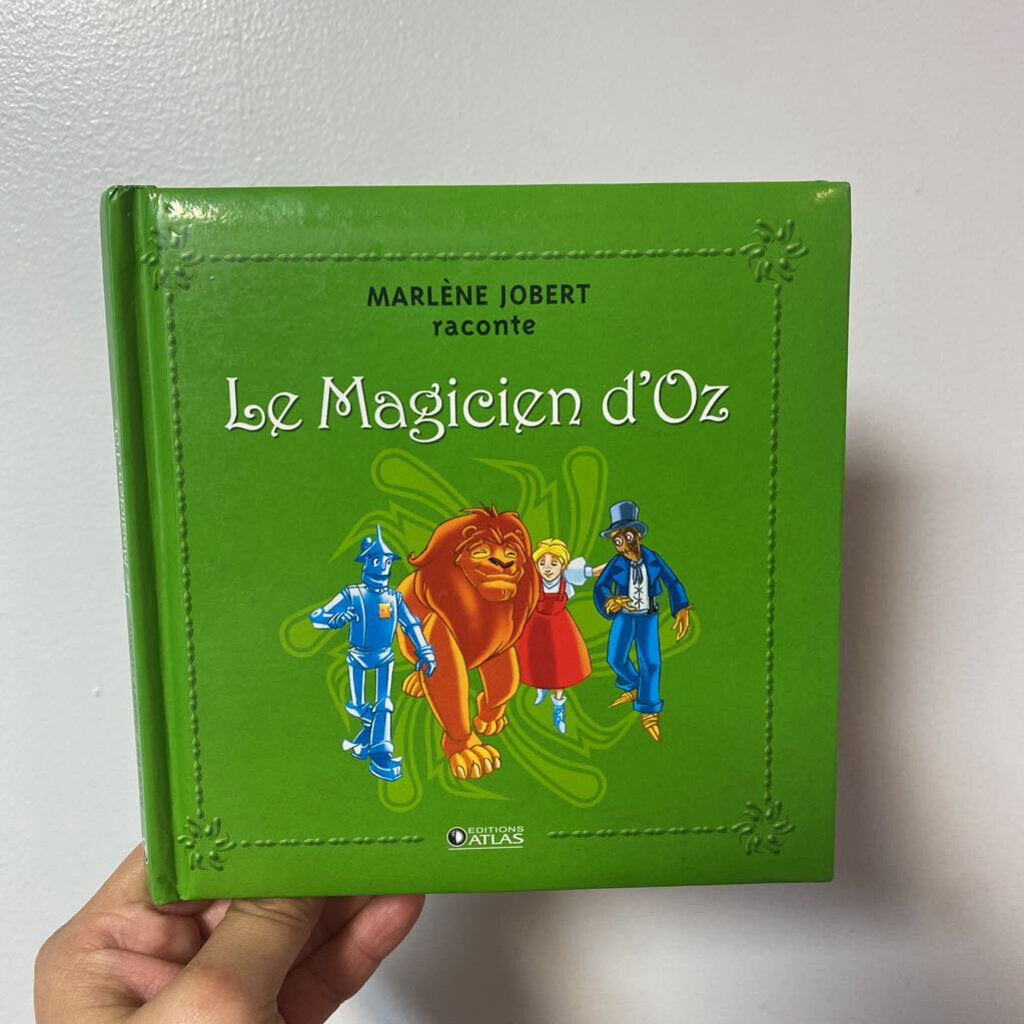 MARLÈNE JOBERT
raconte
Le Magicien d'Oz
EDITIONS
ATLAS